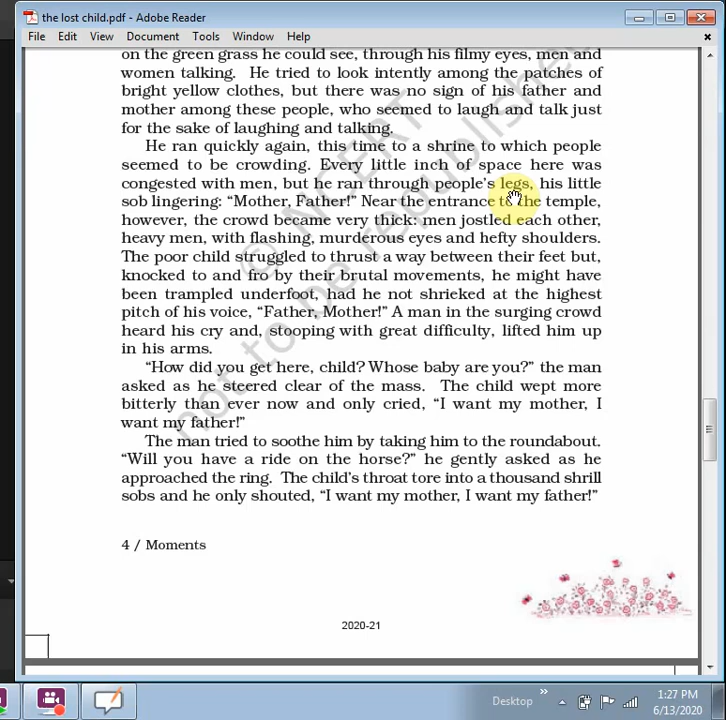 the lost child.pdf - Adobe Reader
File Edit View Document Tools Window Help
on the green grass he could see, through his filmy eyes, men and
women talking. He tried to look intently among the patches of
bright yellow clothes, but there was no sign of his father and
mother among these people, who seemed to laugh and talk just
for the sake of laughing and talking.
He ran quickly again, this time to a shrine to which people
seemed to be crowding. Every little inch of space here was
congested with men, but he ran through people's legs, his little
sob lingering: “Mother, Father!” Near the entrance to the temple,
however, the crowd became very thick: men jostled each other,
heavy men, with flashing, murderous eyes and hefty shoulders.
The poor child struggled to thrust a way between their feet but,
knocked to and fro by their brutal movements, he might have
been trampled underfoot, had he not shrieked at the highest
pitch of his voice, “Father, Mother!” A man in the surging crowd
heard his cry and, stooping with great difficulty, lifted him up
in his arms.
“How did you get here, child? Whose baby are you?” the man
asked as he steered clear of the mass. The child wept more
bitterly than ever now and only cried, “I want my mother, I
want my father!”
The man tried to soothe him by taking him to the roundabout.
“Will you have a ride on the horse?” he gently asked as he
approached the ring. The child's throat tore into a thousand shrill
sobs and he only shouted, “I want my mother, I want my father!”
4 / Moments
2020-21
© NCERT
not to be republished
Desktop
1:27 PM
6/13/2020